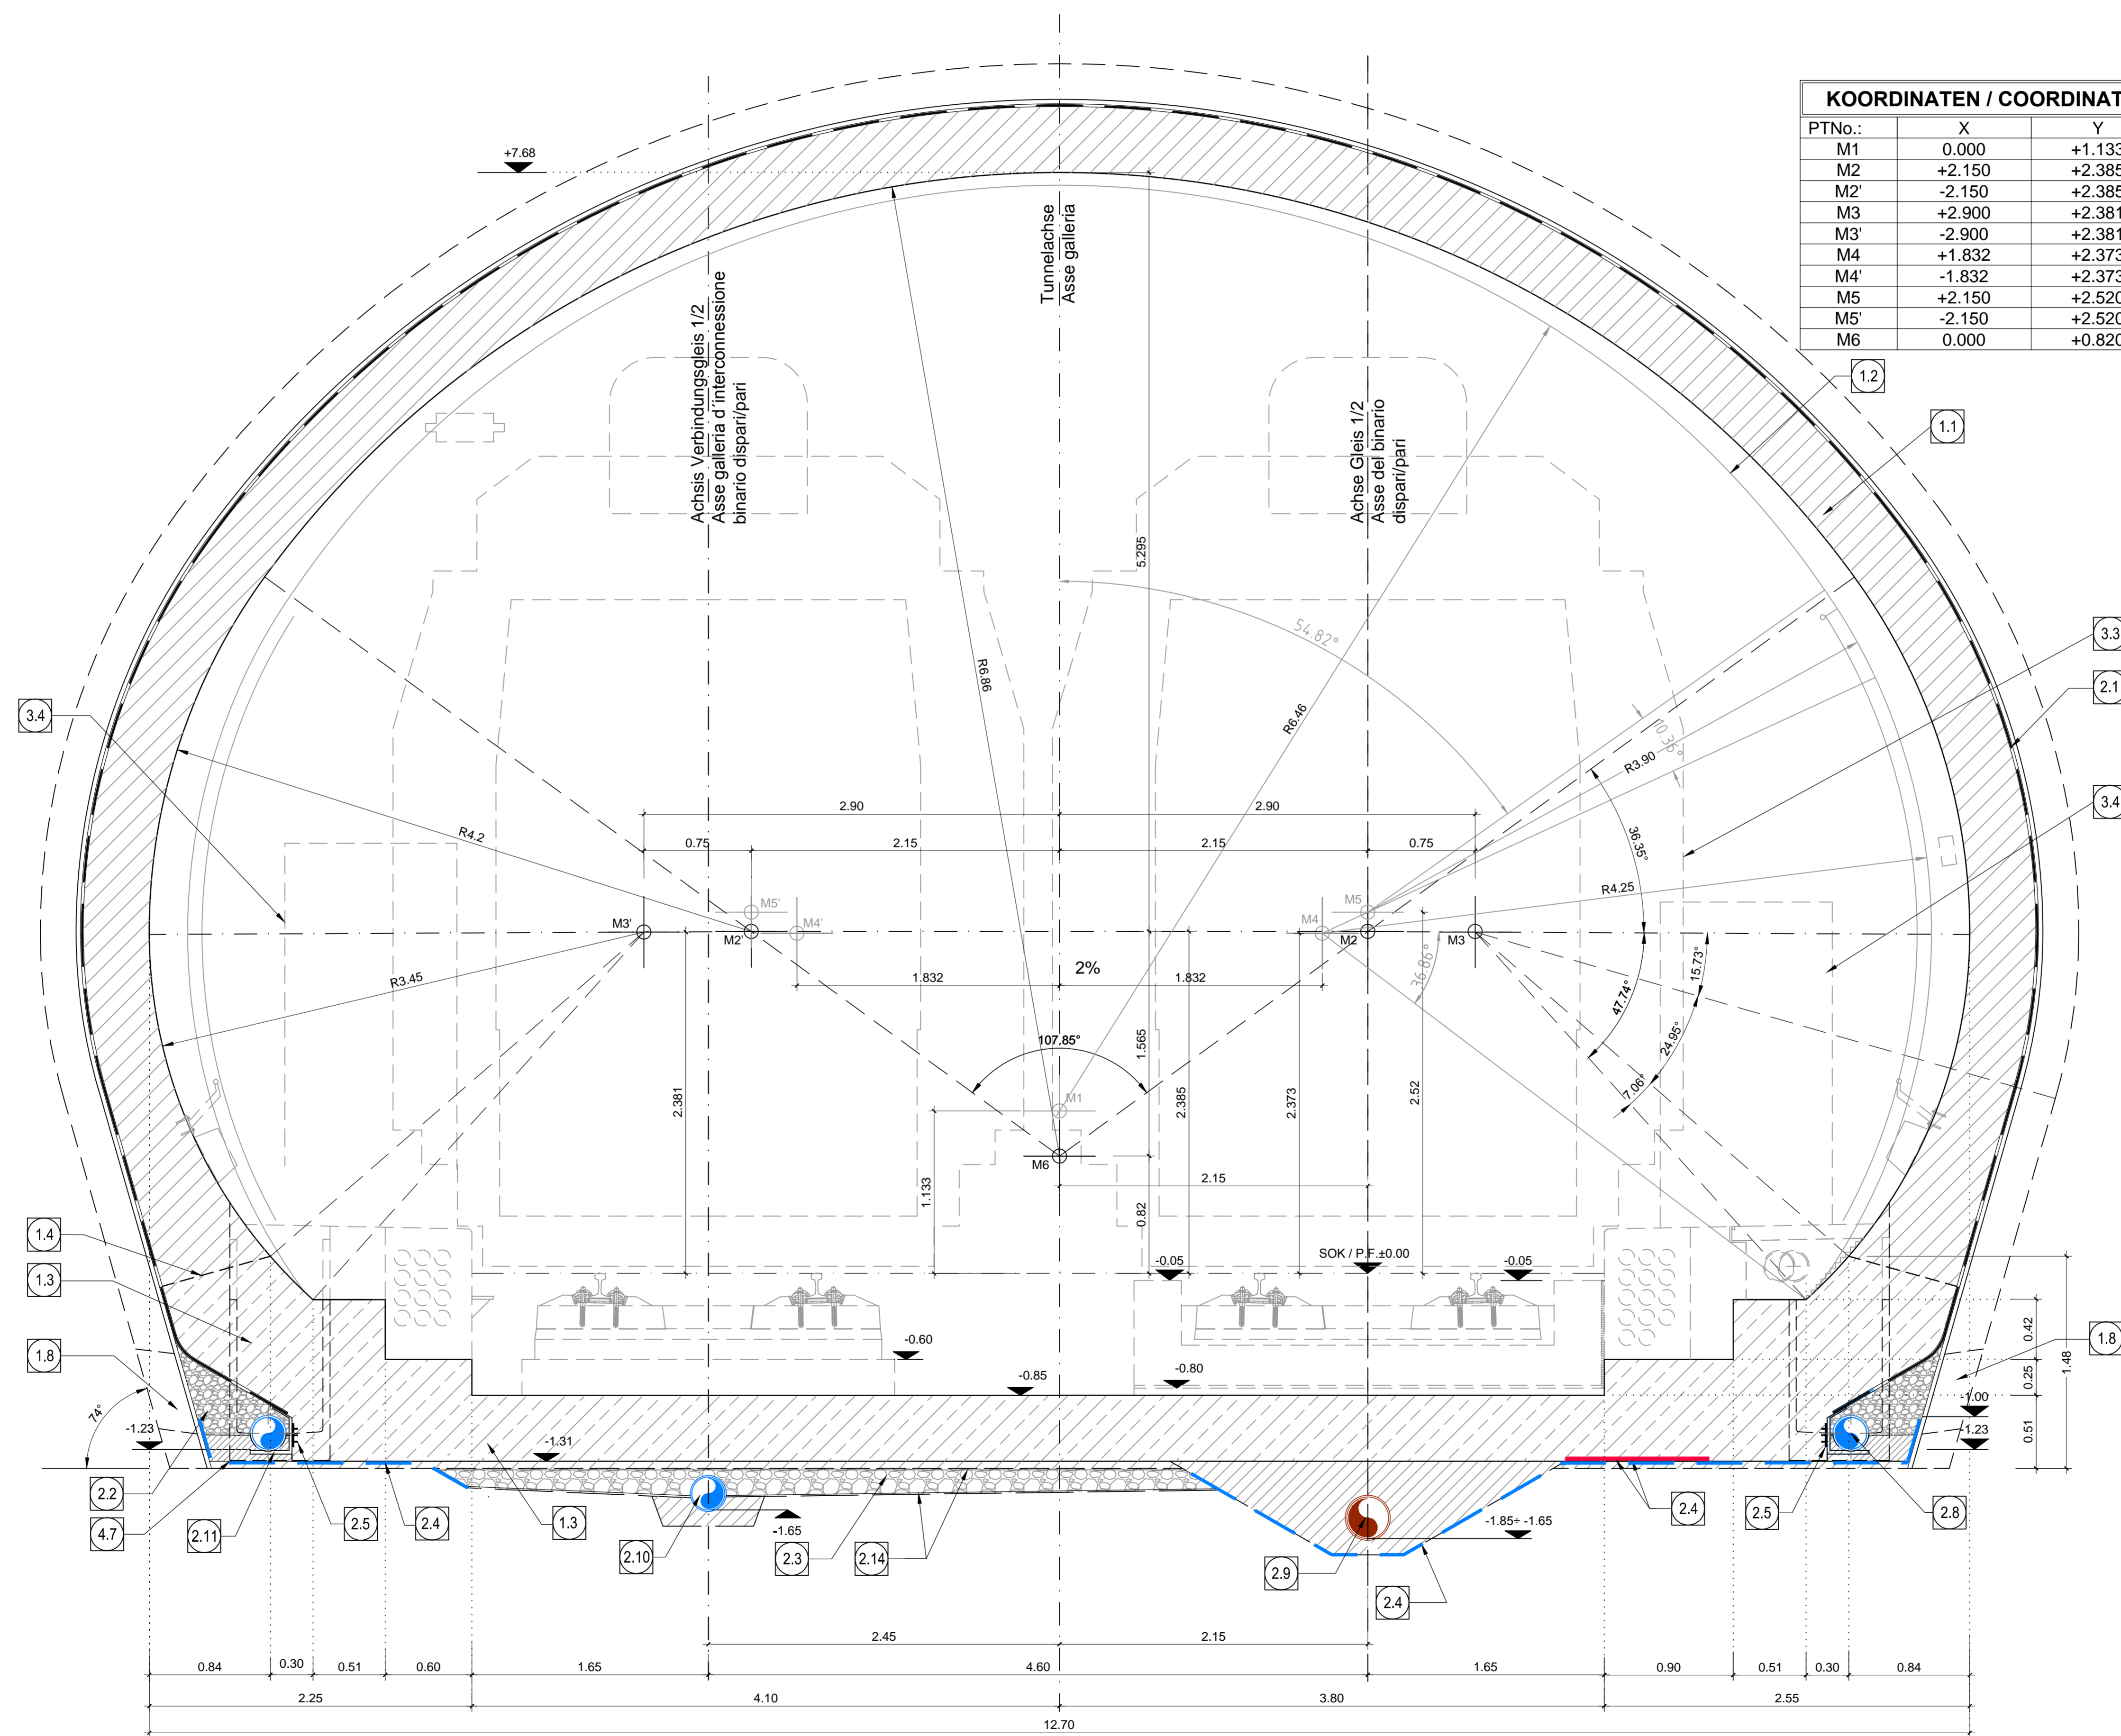 KOORDINATEN / COORDINAT
PTNo.: X Y
M1 0.000 +1.133
M2 +2.150 +2.385
M2' -2.150 +2.385
M3 +2.900 +2.381
M3' -2.900 +2.381
M4 +1.832 +2.373
M4' -1.832 +2.373
M5 +2.150 +2.520
M5' -2.150 +2.520
M6 0.000 +0.820
+7.68
Tunnelachse
Asse galleria
Achsis Verbindungsgleis 1/2
Asse galleria d'interconnessione
binario dispari/pari
Achse Gleis 1/2
Asse del binario
dispari/pari
1.2
1.1
3.3
2.1
3.4
3.4
5.295
54.82°
R6.86
R6.46
10.36°
R3.90
36.35°
R4.2
R4.25
2.90
2.90
0.75
2.15
2.15
0.75
M5'
M4'
M5
M4
M3'
M2'
M2
M3
R3.45
2%
1.832
1.832
36.86°
15.73°
47.74°
24.95°
7.06°
107.85°
1.565
2.381
2.385
2.373
2.52
M1
M6
1.133
2.15
0.82
1.4
1.3
1.8
SOK / P.F.±0.00
-0.05
-0.05
-0.60
-0.85
-0.80
0.42
0.25
0.51
1.48
1.8
74°
-1.23
-1.31
-1.00
-1.23
2.2
4.7
2.11
2.5
2.4
1.3
2.10
-1.65
2.3
2.14
2.9
-1.85÷ -1.65
2.4
2.4
2.5
2.8
2.45
2.15
0.84
0.30
0.51
0.60
1.65
4.60
1.65
0.90
0.51
0.30
0.84
2.25
4.10
3.80
2.55
12.70